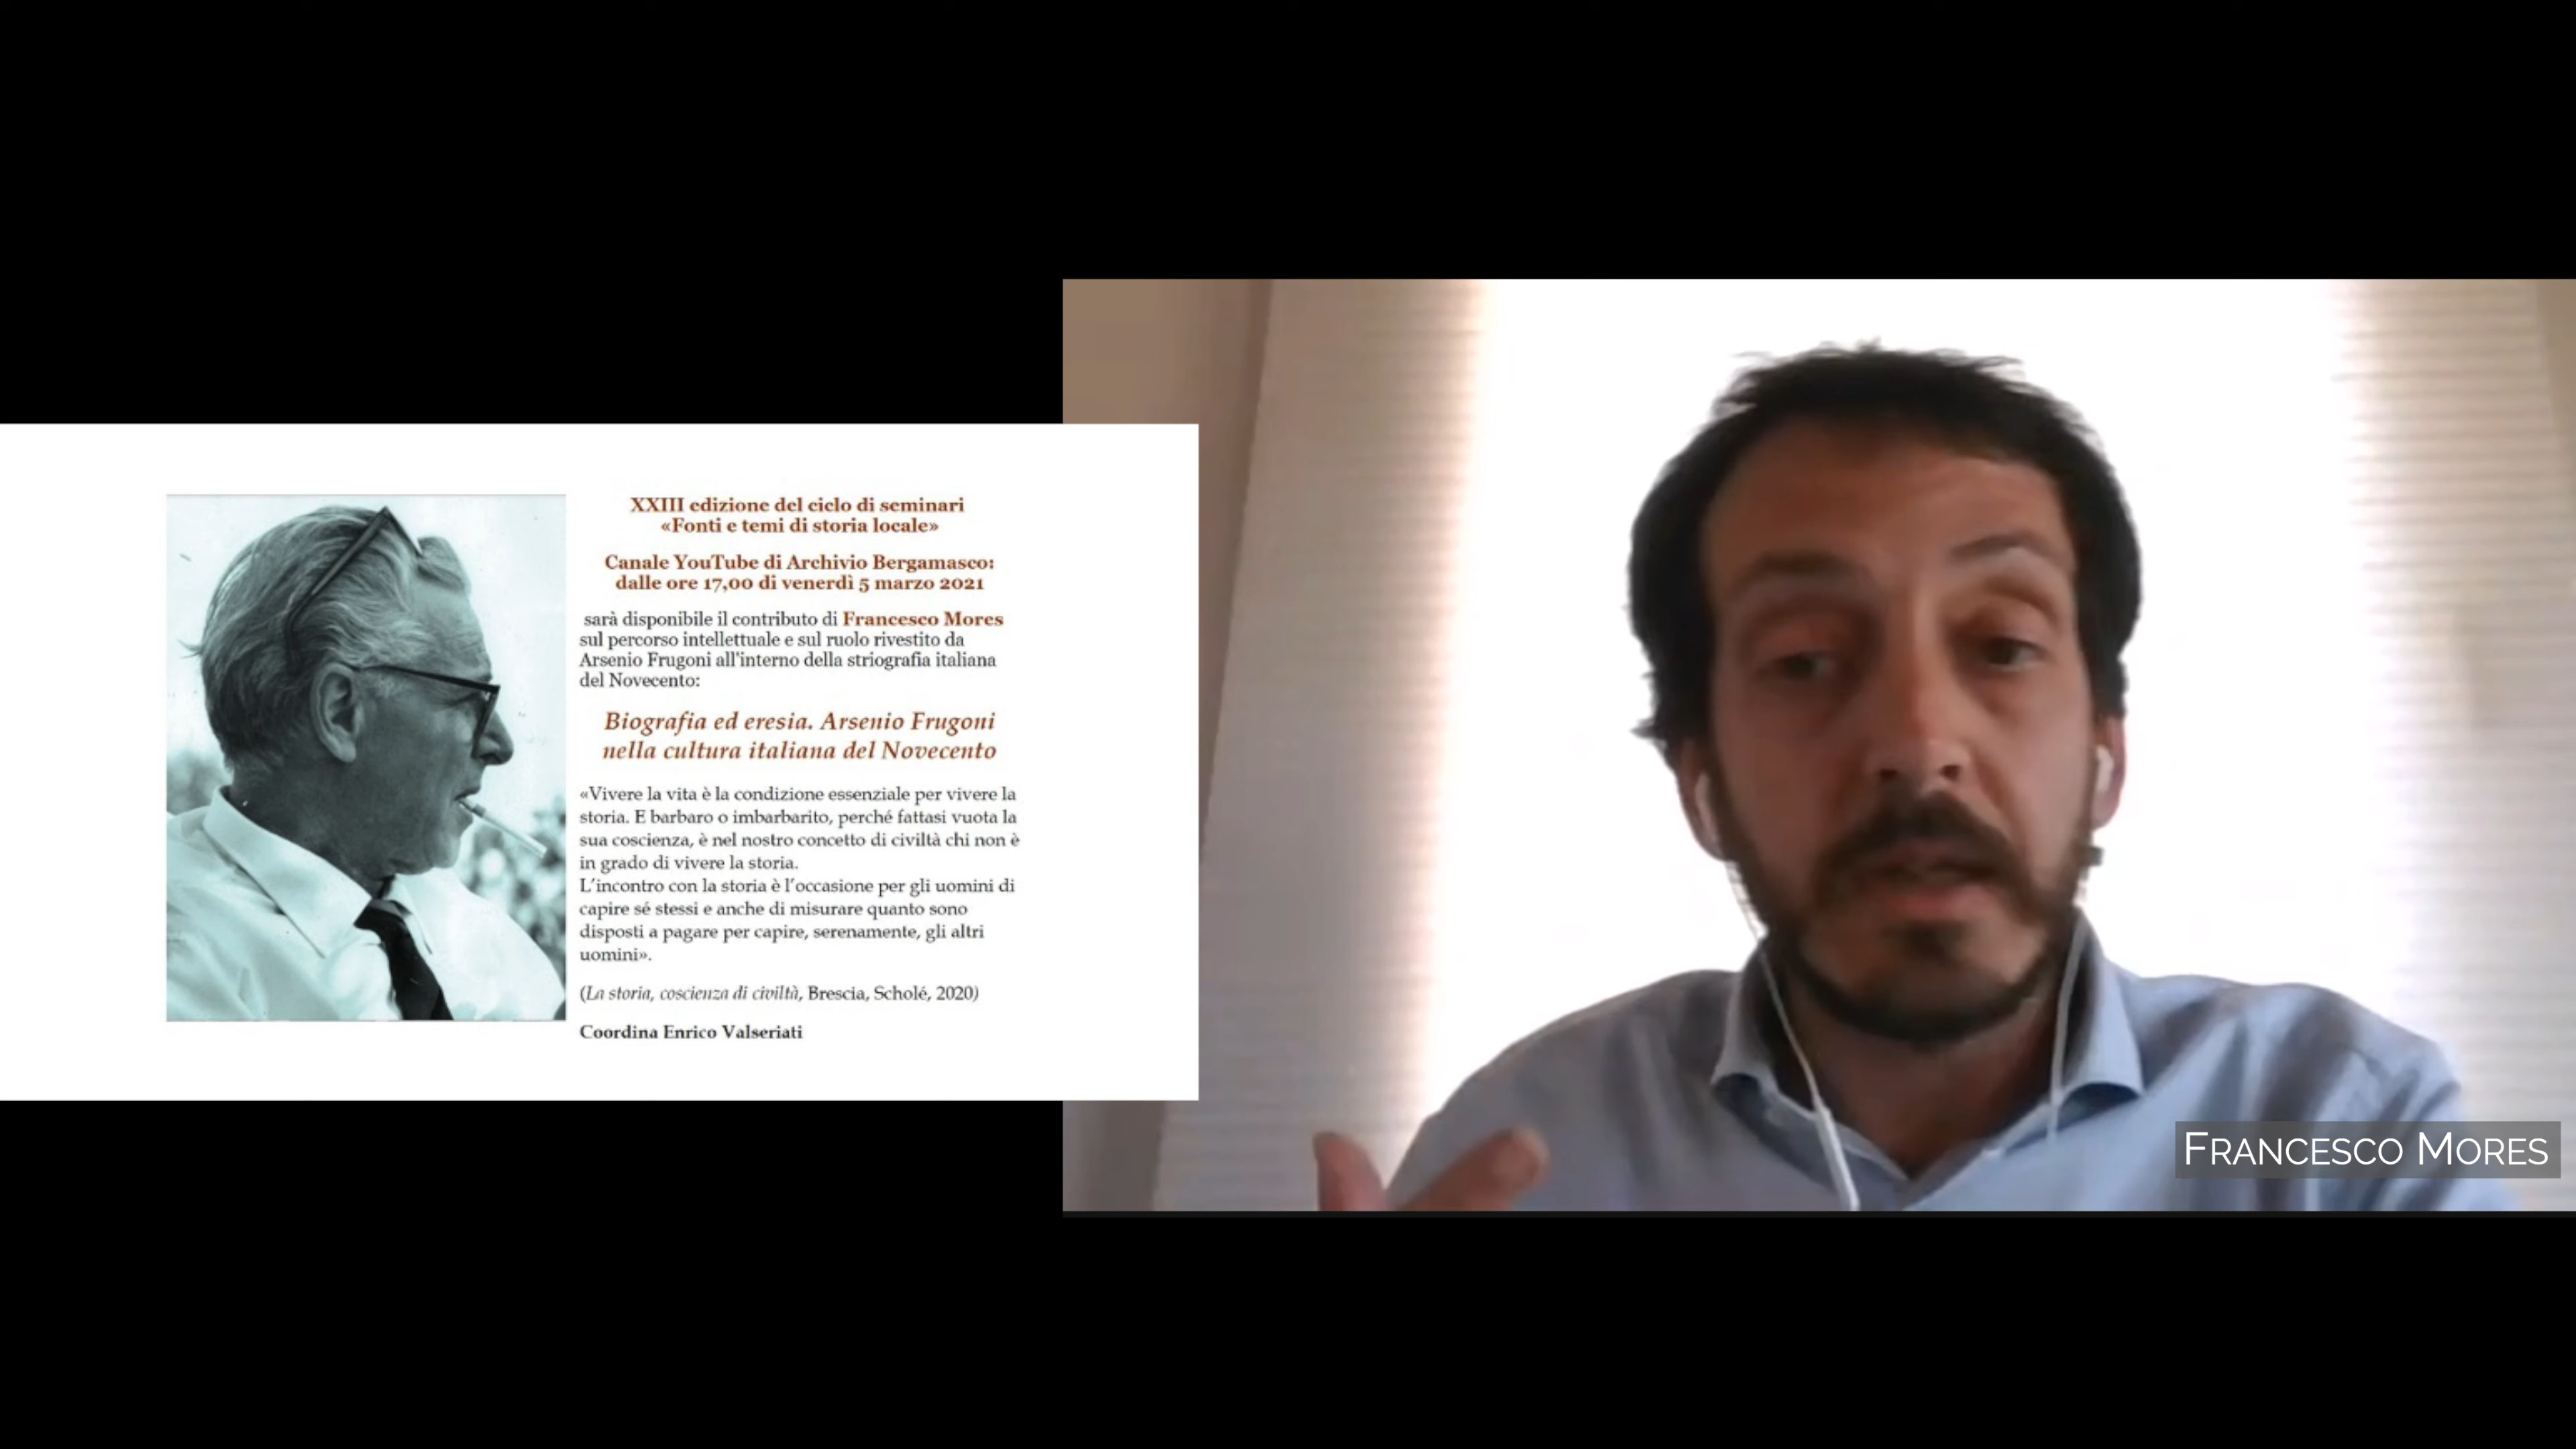 XXIII edizione del ciclo di seminari
«Fonti e temi di storia locale»
Canale YouTube di Archivio Bergamasco:
dalle ore 17,00 di venerdì 5 marzo 2021
sarà disponibile il contributo di Francesco Mores
sul percorso intellettuale e sul ruolo rivestito da
Arsenio Frugoni all'interno della striografia italiana
del Novecento:
Biografia ed eresia. Arsenio Frugoni
nella cultura italiana del Novecento
«Vivere la vita è la condizione essenziale per vivere la
storia. E barbaro o imbarbarito, perché fattasi vuota la
sua coscienza, è nel nostro concetto di civiltà chi non è
in grado di vivere la storia.
L'incontro con la storia è l'occasione per gli uomini di
capire sé stessi e anche di misurare quanto sono
disposti a pagare per capire, serenamente, gli altri
uomini».
(La storia, coscienza di civiltà, Brescia, Scholé, 2020)
Coordina Enrico Valseriati
FRANCESCO MORES